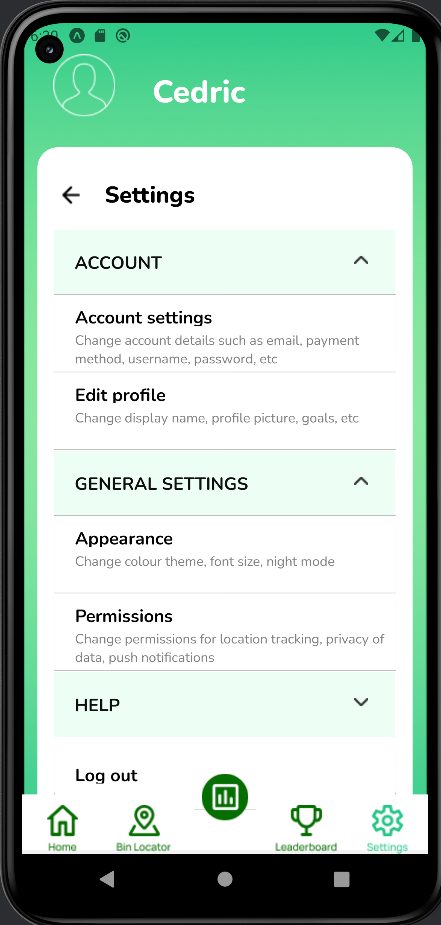 6:29
Cedric
Settings
ACCOUNT
Account settings
Change account details such as email, payment
method, username, password, etc
Edit profile
Change display name, profile picture, goals, etc
GENERAL SETTINGS
Appearance
Change colour theme, font size, night mode
Permissions
Change permissions for location tracking, privacy of
data, push notifications
HELP
Log out
Home
Bin Locator
Leaderboard
Settings